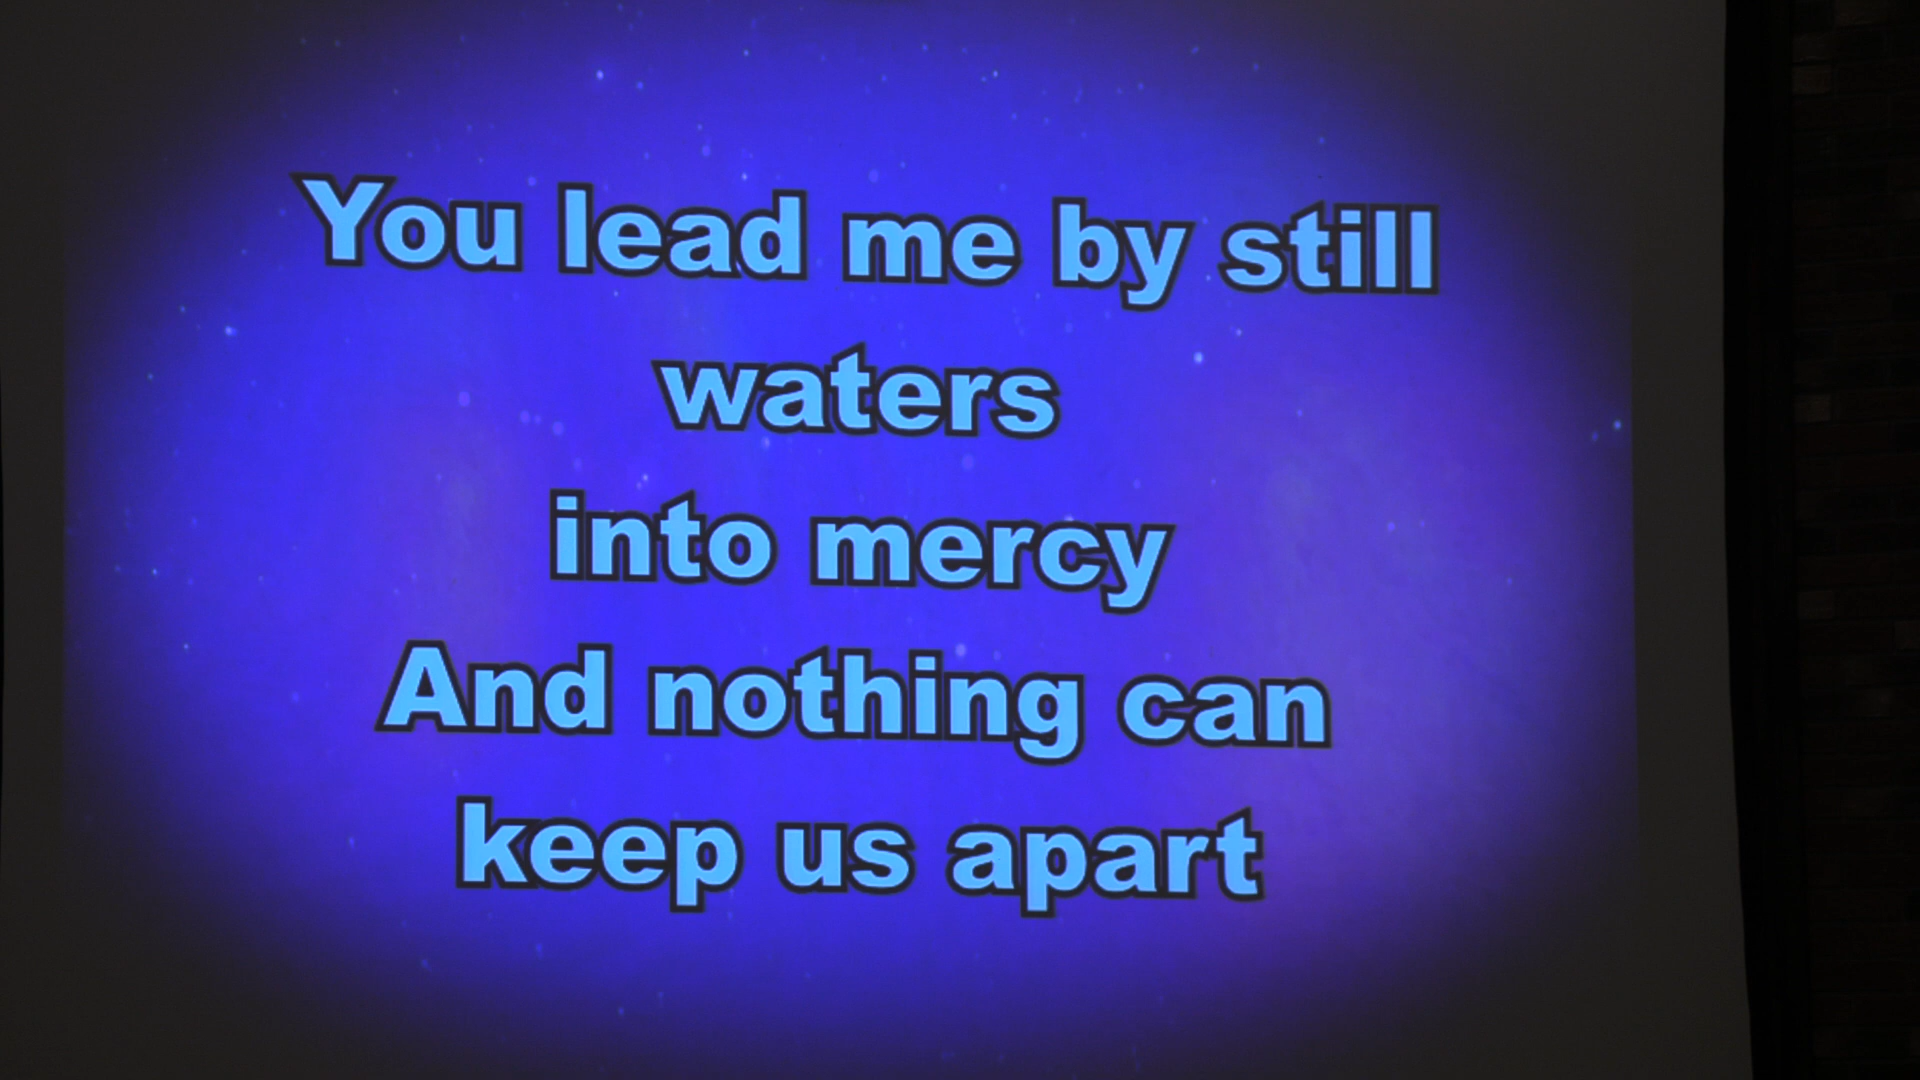 You lead me by still
waters
into mercy
And nothing can
keep us apart